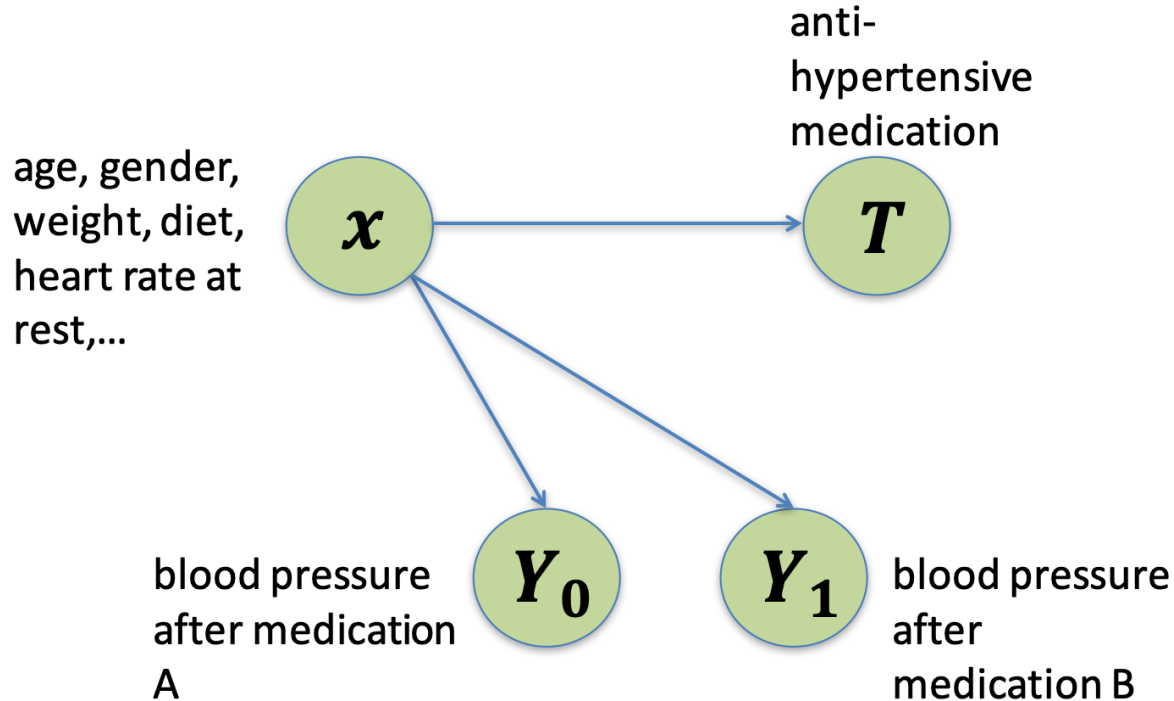 anti-
hypertensive
medication
age, gender,
weight, diet,
heart rate at
rest,...
x
T
Y₀
Y₁
blood pressure
after medication
A
blood pressure
after
medication B